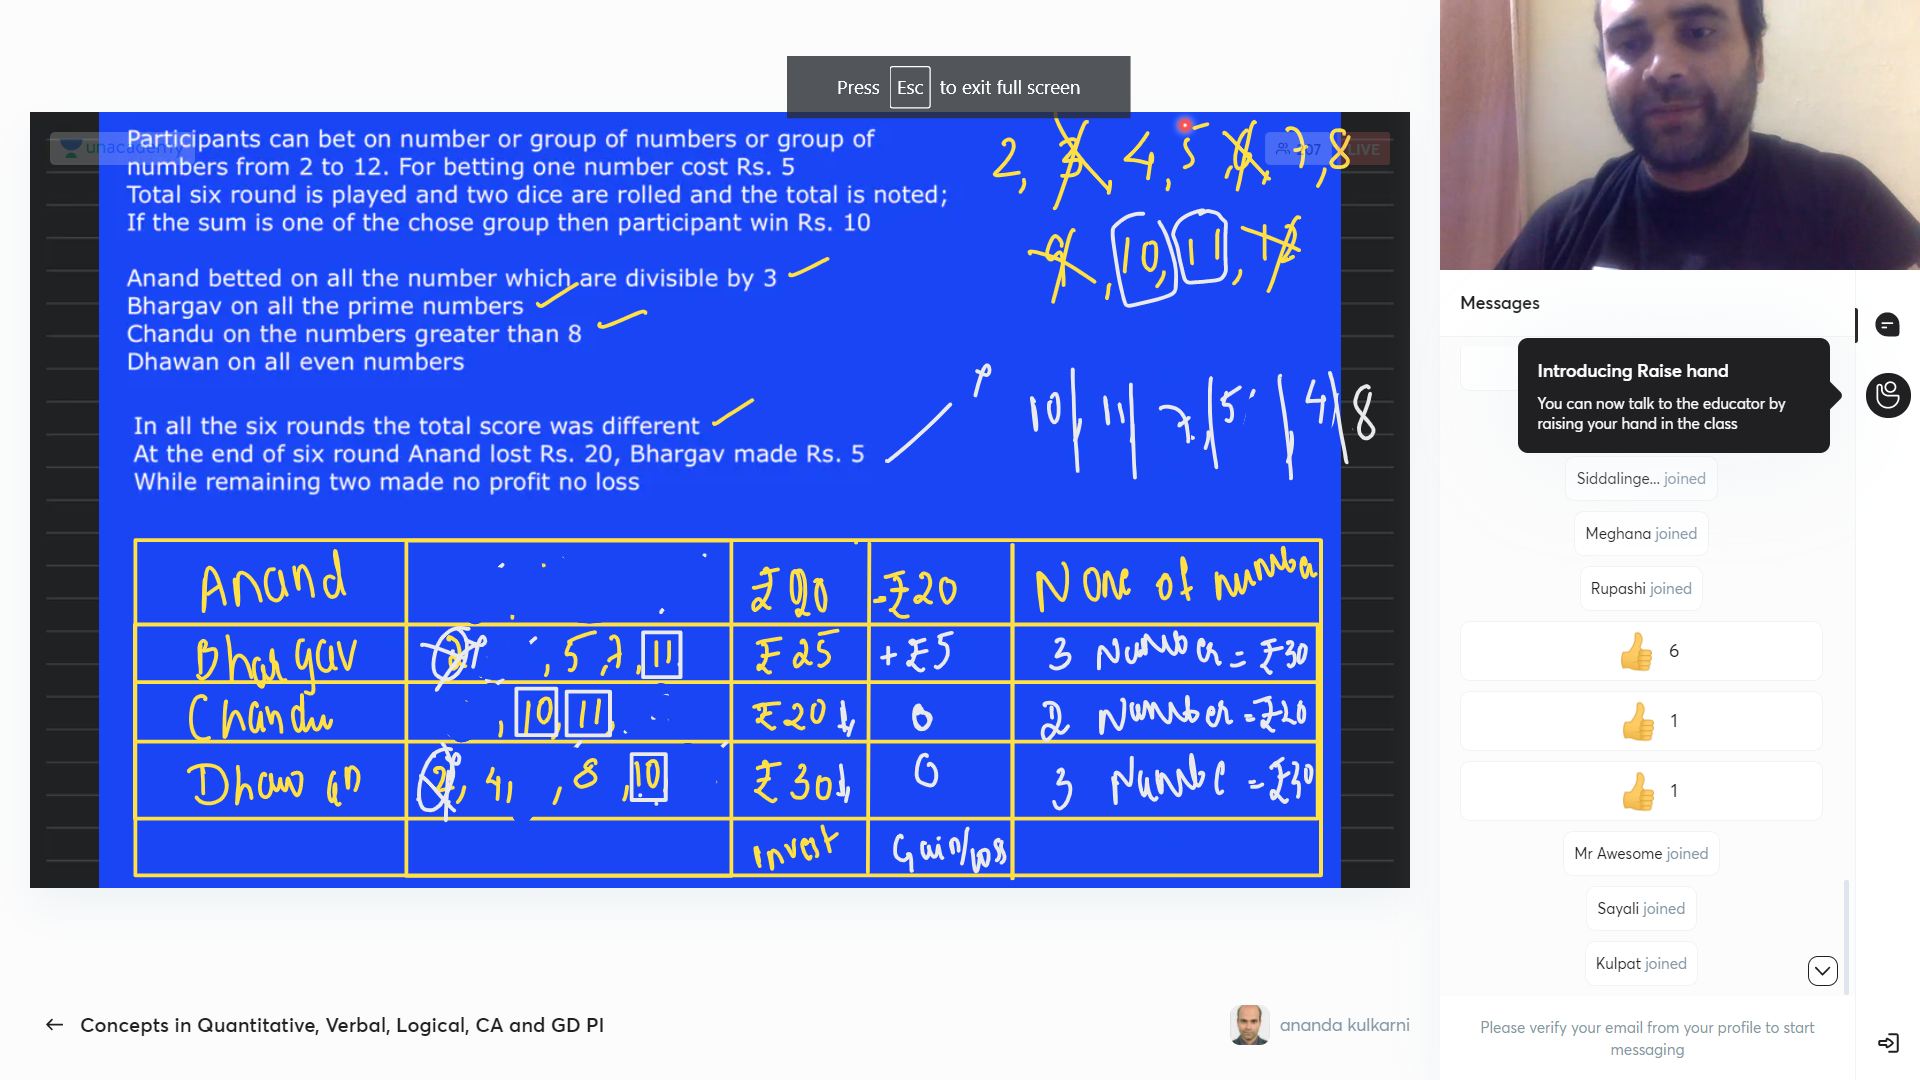 Press Esc to exit full screen
unacademy
Participants can bet on number or group of numbers or group of
numbers from 2 to 12. For betting one number cost Rs. 5
Total six round is played and two dice are rolled and the total is noted;
If the sum is one of the chose group then participant win Rs. 10
Anand betted on all the number which are divisible by 3
Bhargav on all the prime numbers
Chandu on the numbers greater than 8
Dhawan on all even numbers
In all the six rounds the total score was different
At the end of six round Anand lost Rs. 20, Bhargav made Rs. 5
While remaining two made no profit no loss
2, 3, 4, 5, 6, 7, 8
LIVE
9, 10, 11, 12
10 11 7 5 4 8
Anand ₹20 -₹20 None of number
Bhargav 2, 5, 7, 11 ₹25 +₹5 3 Number = ₹30
Chandu , 10, 11, ₹20 0 2 Number = ₹20
Dhawan 2, 4, , 8, 10 ₹30 0 3 Number = ₹30
Invest Gain/los
Concepts in Quantitative, Verbal, Logical, CA and GD PI
ananda kulkarni
Messages
Introducing Raise hand
You can now talk to the educator by
raising your hand in the class
Siddalinge... joined
Meghana joined
Rupashi joined
6
1
1
Mr Awesome joined
Sayali joined
Kulpat joined
Please verify your email from your profile to start
messaging